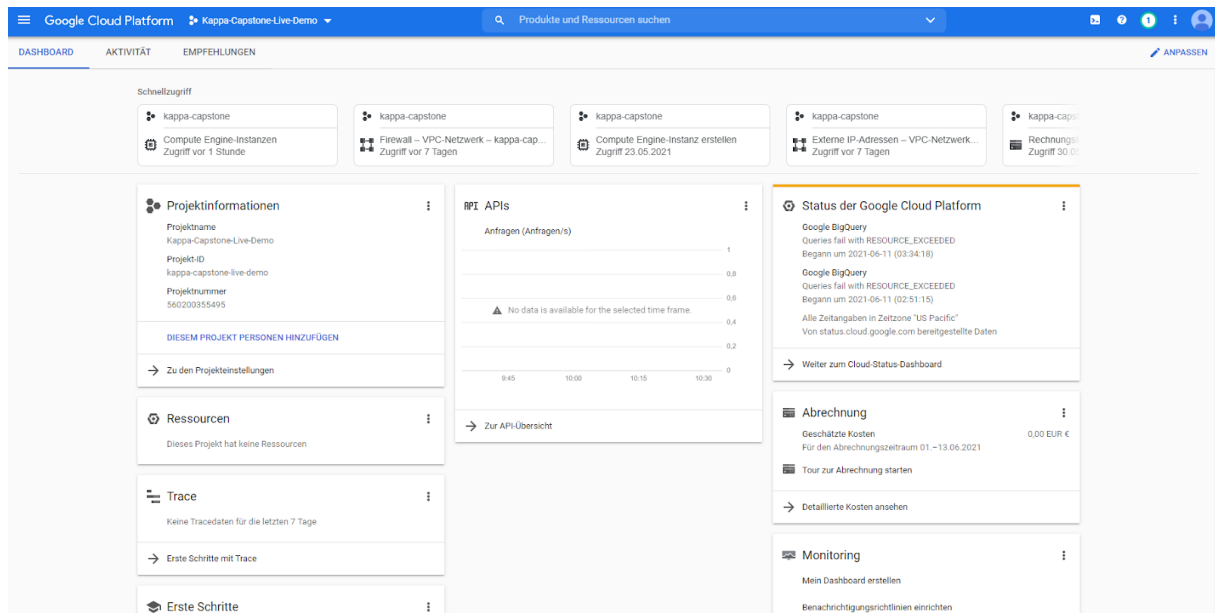 Google Cloud Platform
Kappa-Capstone-Live-Demo
Produkte und Ressourcen suchen
1
DASHBOARD
AKTIVITÄT
EMPFEHLUNGEN
ANPASSEN
Schnellzugriff
kappa-capstone
Compute Engine-Instanzen
Zugriff vor 1 Stunde
kappa-capstone
Firewall – VPC-Netzwerk – kappa-cap...
Zugriff vor 7 Tagen
kappa-capstone
Compute Engine-Instanz erstellen
Zugriff 23.05.2021
kappa-capstone
Externe IP-Adressen – VPC-Netzwerk...
Zugriff vor 7 Tagen
kappa-caps
Rechnungs
Zugriff 30.0
Projektinformationen
Projektname
Kappa-Capstone-Live-Demo
Projekt-ID
kappa-capstone-live-demo
Projektnummer
560200355495
DIESEM PROJEKT PERSONEN HINZUFÜGEN
Zu den Projekteinstellungen
Ressourcen
Dieses Projekt hat keine Ressourcen
Trace
Keine Tracedaten für die letzten 7 Tage
Erste Schritte mit Trace
Erste Schritte
API APIs
Anfragen (Anfragen/s)
1
0,8
0,6
No data is available for the selected time frame.
0,4
0,2
0
9:45 10:00 10:15 10:30
Zur API-Übersicht
Status der Google Cloud Platform
Google BigQuery
Queries fail with RESOURCE_EXCEEDED
Begann um 2021-06-11 (03:34:18)
Google BigQuery
Queries fail with RESOURCE_EXCEEDED
Begann um 2021-06-11 (02:51:15)
Alle Zeitangaben in Zeitzone "US Pacific"
Von status.cloud.google.com bereitgestellte Daten
Weiter zum Cloud-Status-Dashboard
Abrechnung
Geschätzte Kosten 0,00 EUR €
Für den Abrechnungszeitraum 01.–13.06.2021
Tour zur Abrechnung starten
Detaillierte Kosten ansehen
Monitoring
Mein Dashboard erstellen
Benachrichtigungsrichtlinien einrichten